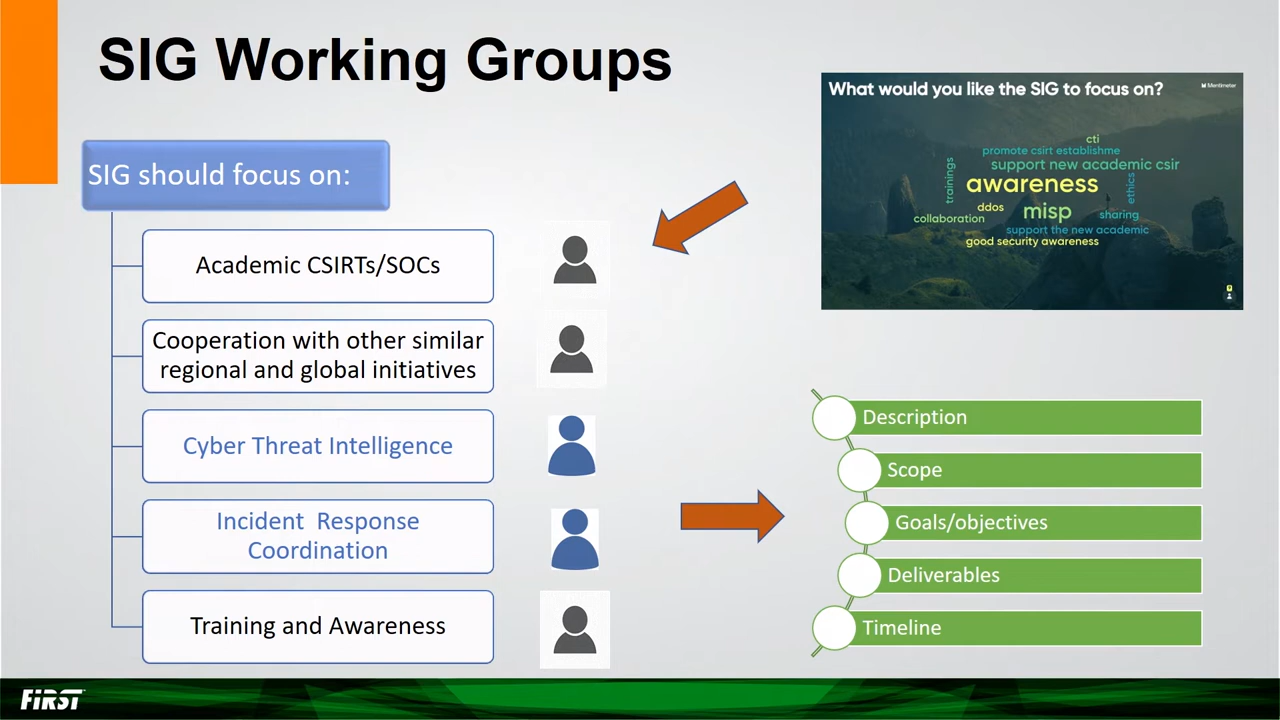 SIG Working Groups
SIG should focus on:
Academic CSIRTs/SOCs
Cooperation with other similar
regional and global initiatives
Cyber Threat Intelligence
Incident Response
Coordination
Training and Awareness
What would you like the SIG to focus on?
Mentimeter
cti
promote csirt establishme
support new academic csir
trainings
awareness
ethics
ddos
misp
sharing
collaboration
support the new academic
good security awareness
Description
Scope
Goals/objectives
Deliverables
Timeline
FIRST